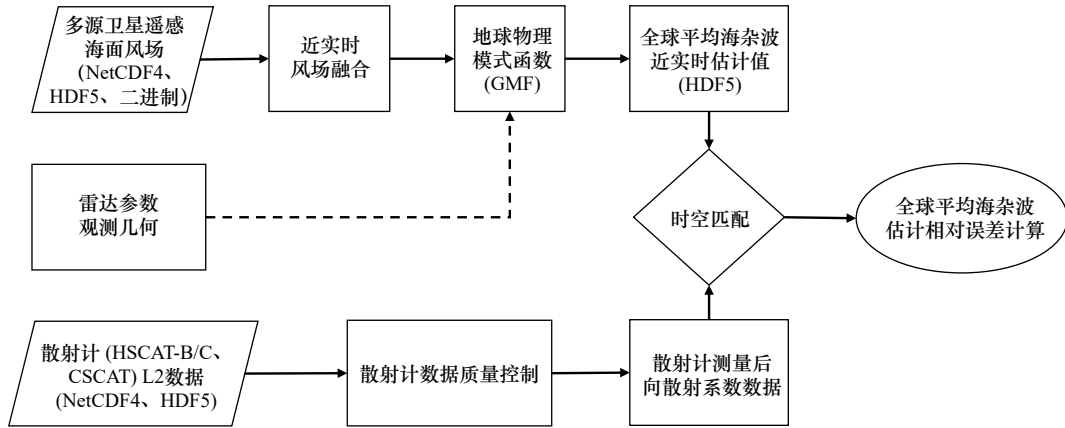 多源卫星遥感
海面风场
(NetCDF4、
HDF5、二进制)
近实时
风场融合
地球物理
模式函数
(GMF)
全球平均海杂波
近实时估计值
(HDF5)
雷达参数
观测几何
时空匹配
全球平均海杂波
估计相对误差计算
散射计 (HSCAT-B/C、
CSCAT) L2数据
(NetCDF4、HDF5)
散射计数据质量控制
散射计测量后
向散射系数数据